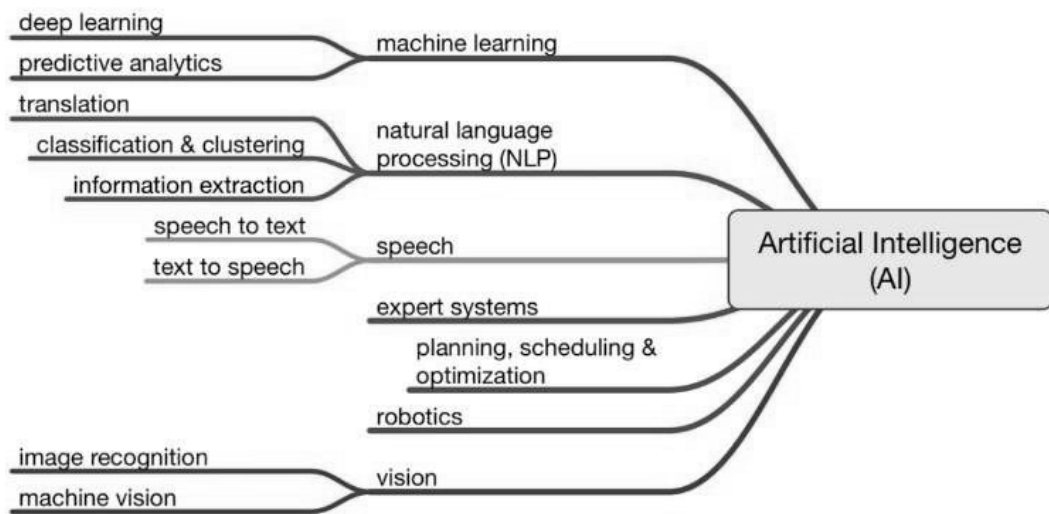 deep learning
predictive analytics
machine learning
translation
classification & clustering
information extraction
natural language
processing (NLP)
speech to text
text to speech
speech
expert systems
planning, scheduling &
optimization
robotics
image recognition
machine vision
vision
Artificial Intelligence
(AI)